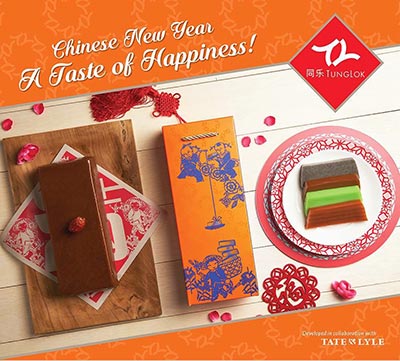 Chinese New Year
A Taste of Happiness!
同乐 TUNGLOK
Developed in collaboration with
TATE & LYLE